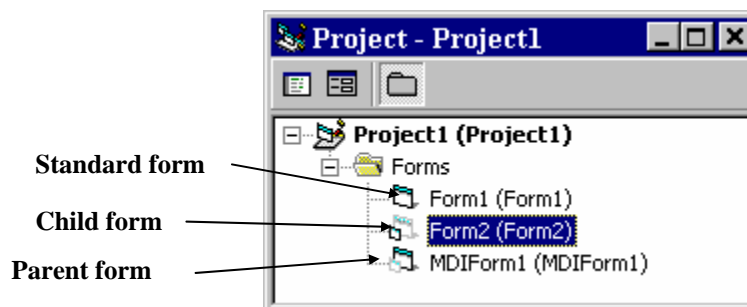 Project - Project1
Project1 (Project1)
Standard form
Forms
Form1 (Form1)
Child form
Form2 (Form2)
Parent form
MDIForm1 (MDIForm1)